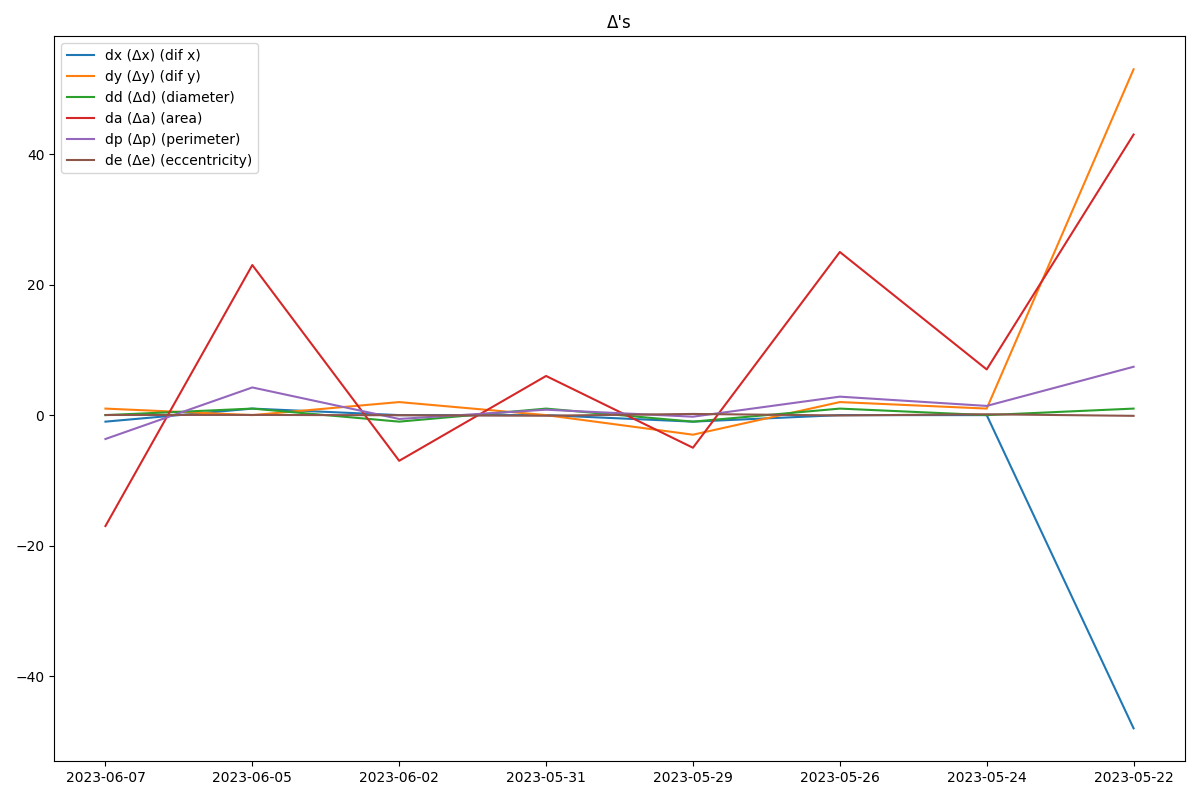 Δ's
dx (Δx) (dif x)
dy (Δy) (dif y)
dd (Δd) (diameter)
da (Δa) (area)
dp (Δp) (perimeter)
de (Δe) (eccentricity)
40
20
0
−20
−40
2023-06-07 2023-06-05 2023-06-02 2023-05-31 2023-05-29 2023-05-26 2023-05-24 2023-05-22